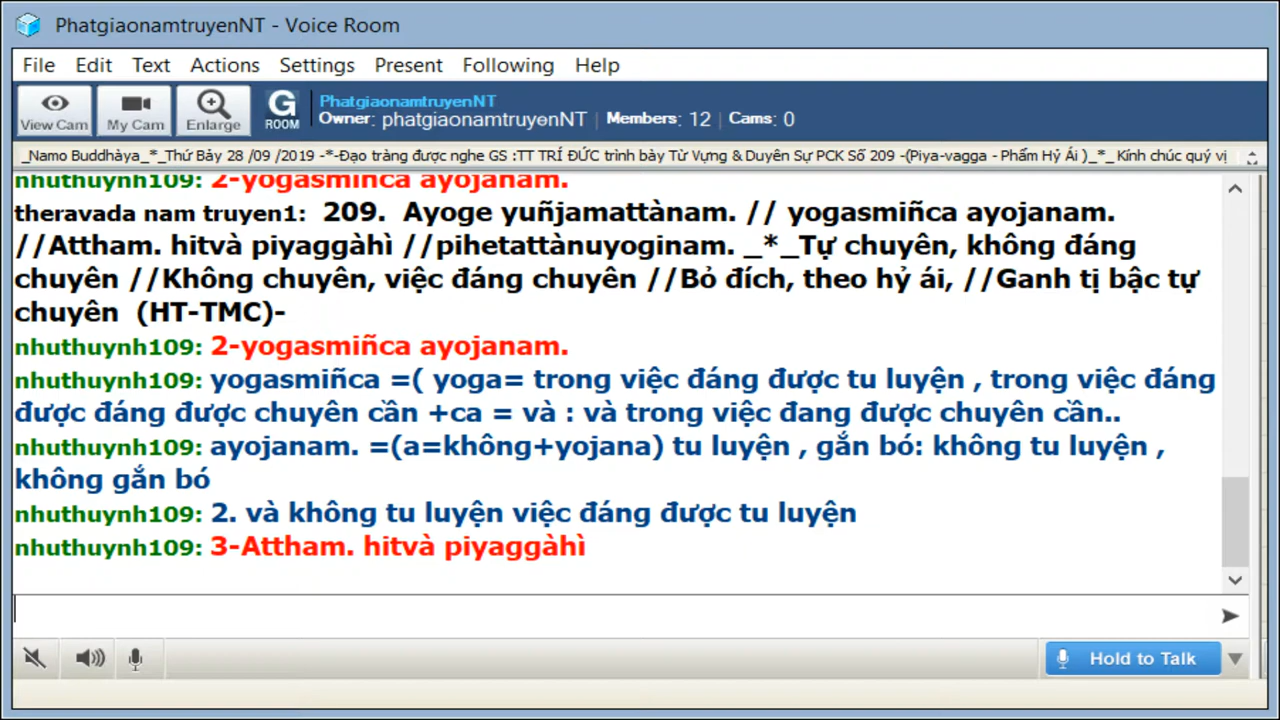 PhatgiaonamtruyenNT - Voice Room
File Edit Text Actions Settings Present Following Help
View Cam My Cam Enlarge G ROOM
PhatgiaonamtruyenNT
Owner: phatgiaonamtruyenNT | Members: 12 | Cams: 0
_Namo Buddhàya_*_Thứ Bảy 28 /09 /2019 -*-Đạo tràng được nghe GS :TT TRÍ ĐỨC trình bày Từ Vựng & Duyên Sự PCK Số 209 -(Piya-vagga - Phẩm Hỷ Ái )_*_ Kính chúc quý vị
nhuthuynh109: 2-yogasmiñca ayojanam.
theravada nam truyen1: 209. Ayoge yuñjamattànam. // yogasmiñca ayojanam.
//Attham. hitvà piyaggàhì //pihetattànuyoginam. _*_Tự chuyên, không đáng
chuyên //Không chuyên, việc đáng chuyên //Bỏ đích, theo hỷ ái, //Ganh tị bậc tự
chuyên (HT-TMC)-
nhuthuynh109: 2-yogasmiñca ayojanam.
nhuthuynh109: yogasmiñca =( yoga= trong việc đáng được tu luyện , trong việc đáng
được đáng được chuyên cần +ca = và : và trong việc đang được chuyên cần..
nhuthuynh109: ayojanam. =(a=không+yojana) tu luyện , gắn bó: không tu luyện ,
không gắn bó
nhuthuynh109: 2. và không tu luyện việc đáng được tu luyện
nhuthuynh109: 3-Attham. hitvà piyaggàhì
Hold to Talk